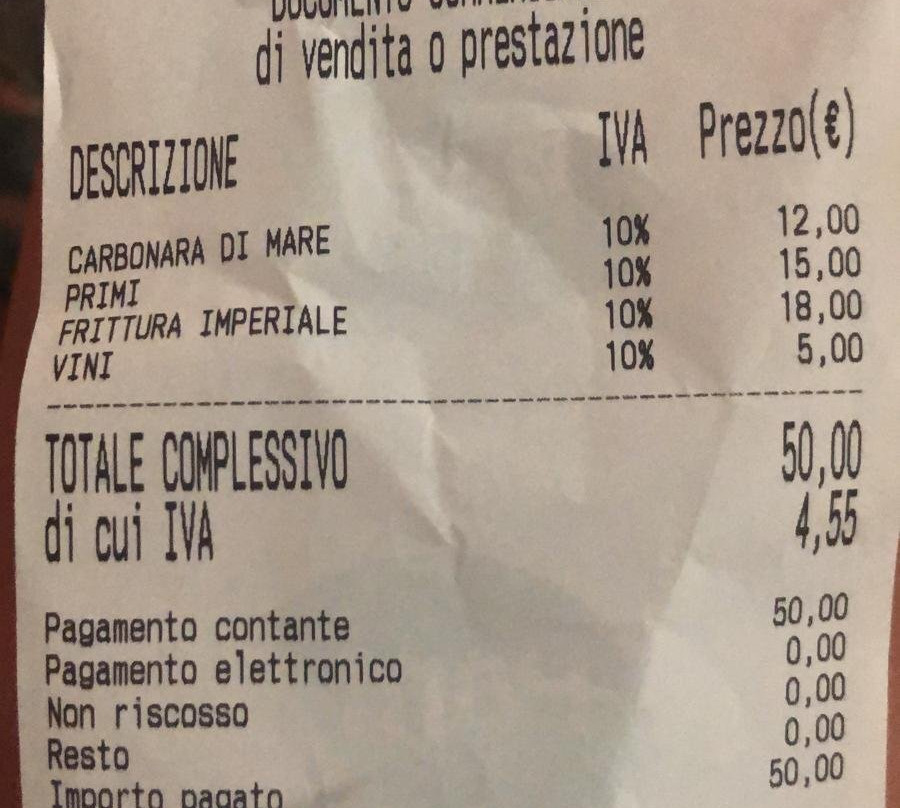 DOCUMENTO
di vendita o prestazione
DESCRIZIONE IVA Prezzo(€)
CARBONARA DI MARE 10% 12,00
PRIMI 10% 15,00
FRITTURA IMPERIALE 10% 18,00
VINI 10% 5,00
TOTALE COMPLESSIVO 50,00
di cui IVA 4,55
Pagamento contante 50,00
Pagamento elettronico 0,00
Non riscosso 0,00
Resto 0,00
Importo pagato 50,00